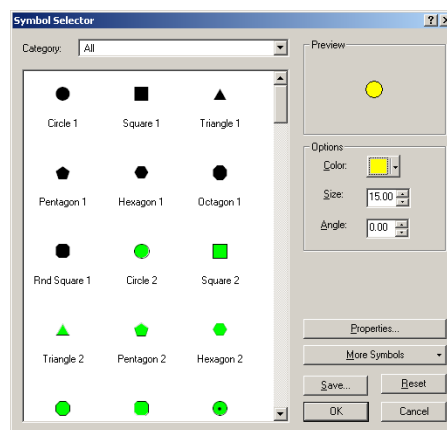 Symbol Selector
Category: All
Circle 1 Square 1 Triangle 1
Pentagon 1 Hexagon 1 Octagon 1
Rnd Square 1 Circle 2 Square 2
Triangle 2 Pentagon 2 Hexagon 2
Preview
Options
Color:
Size: 15.00
Angle: 0.00
Properties...
More Symbols
Save... Reset
OK Cancel